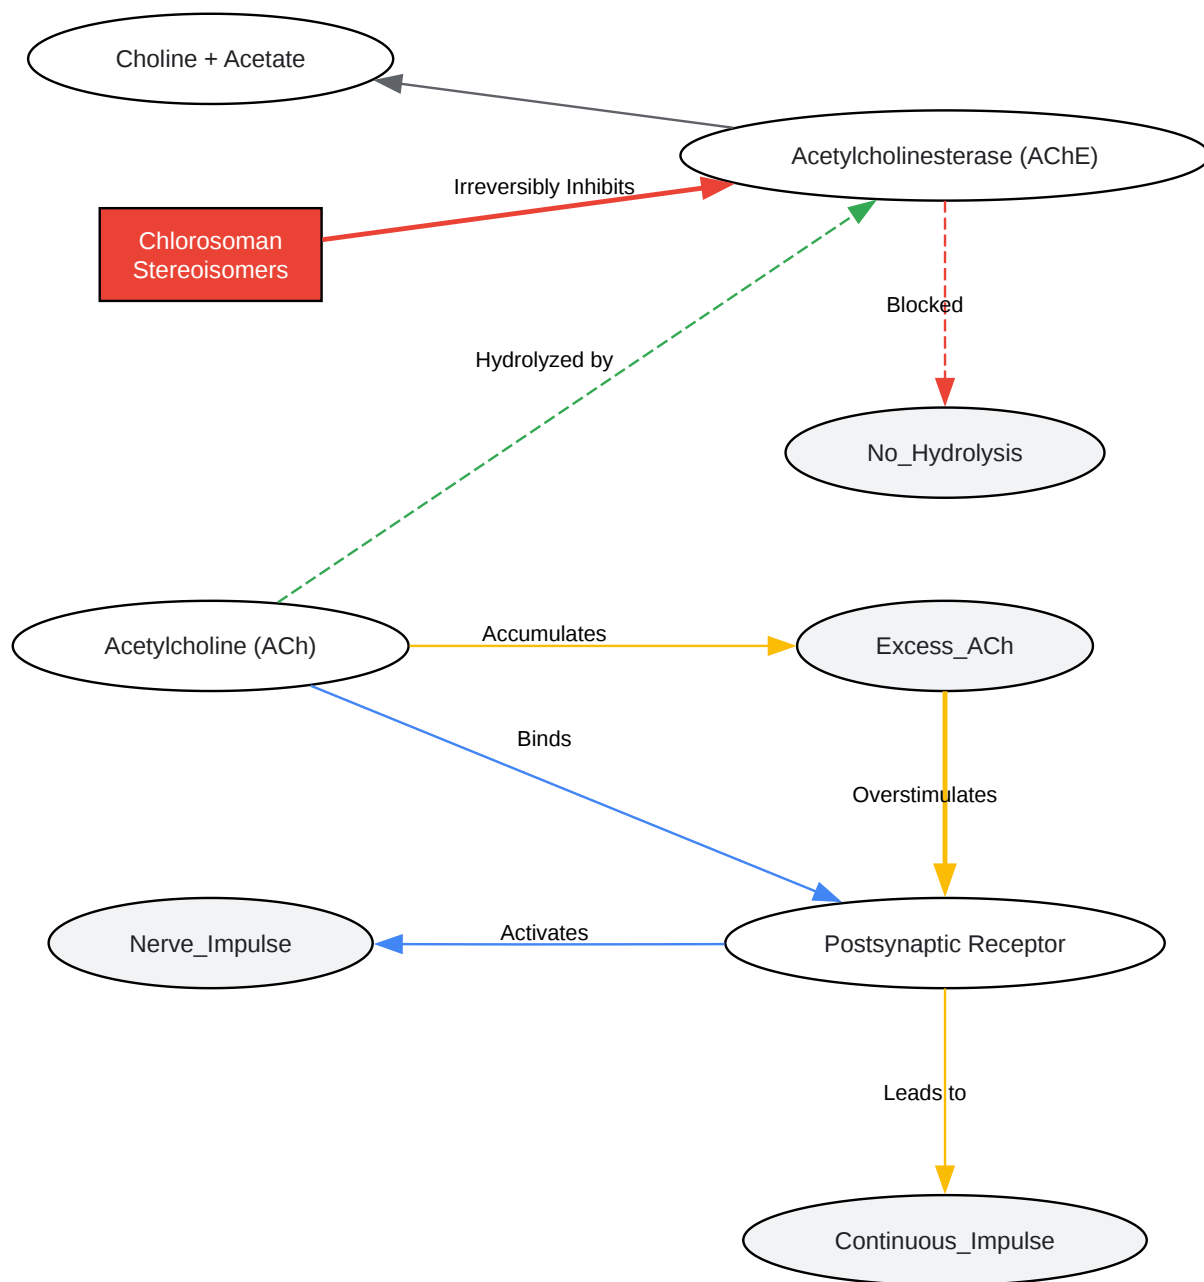 Choline + Acetate
Acetylcholinesterase (AChE)
Irreversibly Inhibits
Chlorosoman
Stereoisomers
Blocked
Hydrolyzed by
No_Hydrolysis
Acetylcholine (ACh)
Accumulates
Excess_ACh
Binds
Overstimulates
Nerve_Impulse
Activates
Postsynaptic Receptor
Leads to
Continuous_Impulse